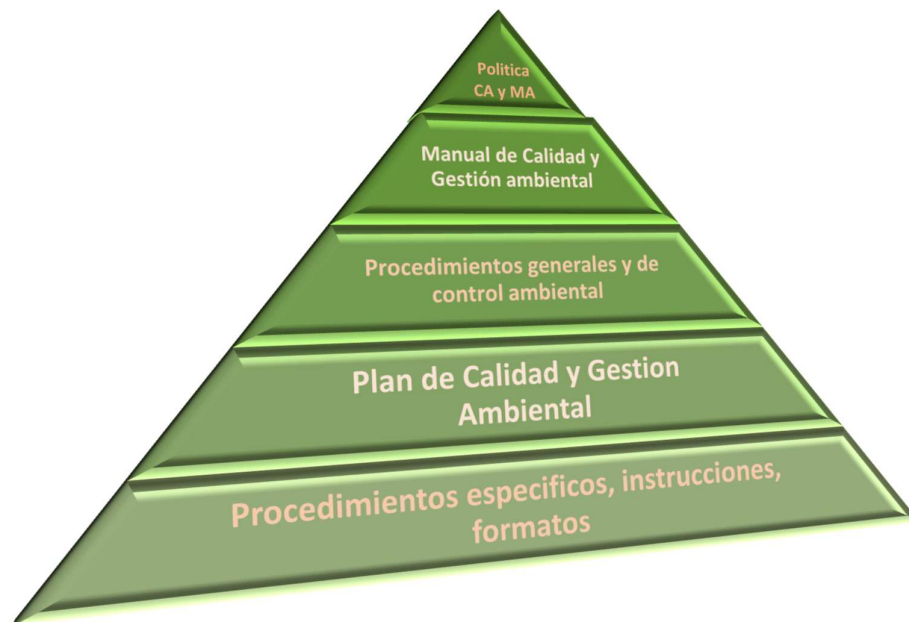 Politica
CA y MA
Manual de Calidad y
Gestión ambiental
Procedimientos generales y de
control ambiental
Plan de Calidad y Gestion
Ambiental
Procedimientos especificos, instrucciones,
formatos